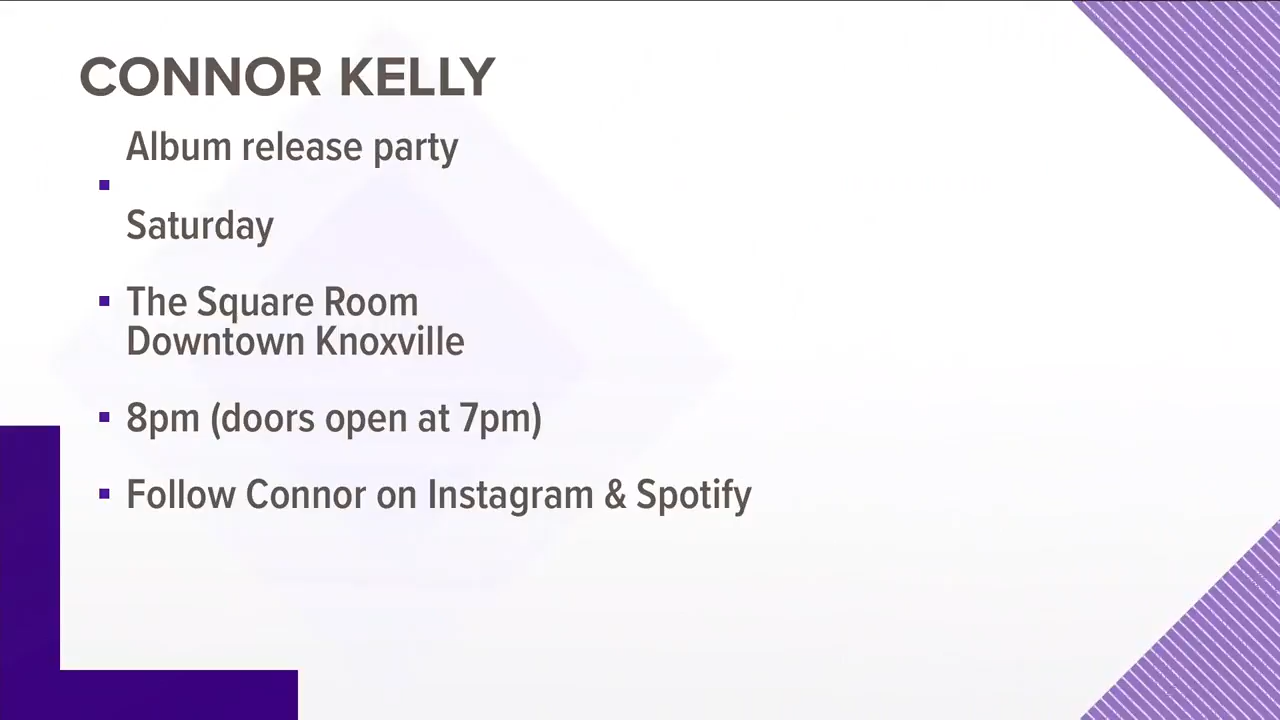 CONNOR KELLY
Album release party
Saturday
The Square Room
Downtown Knoxville
8pm (doors open at 7pm)
Follow Connor on Instagram & Spotify